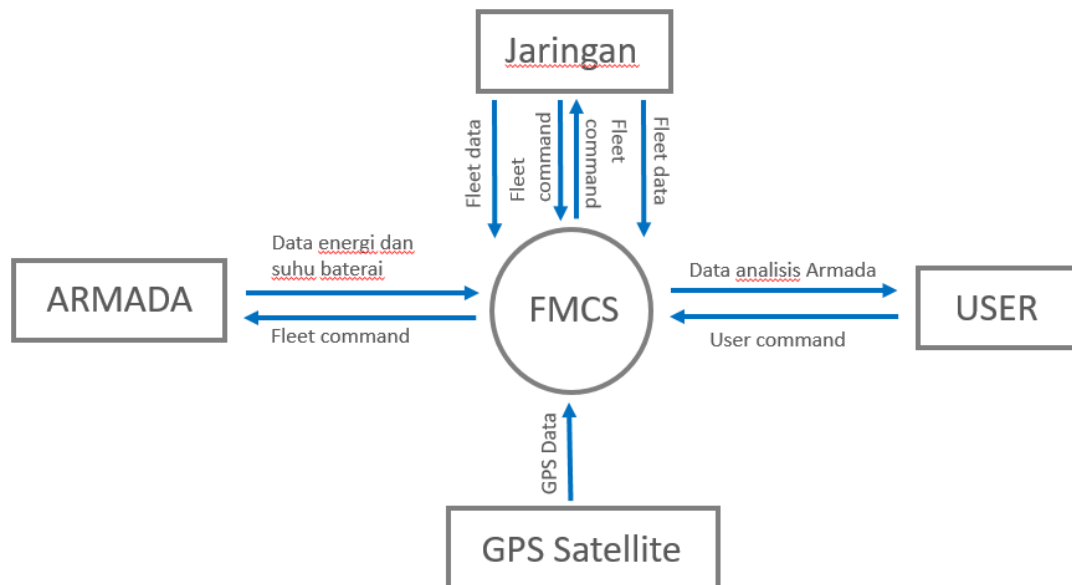 Jaringan
Fleet data
Fleet
command
command
Fleet
Fleet data
Data energi dan
suhu baterai
Data analisis Armada
ARMADA
FMCS
USER
Fleet command
User command
GPS Data
GPS Satellite